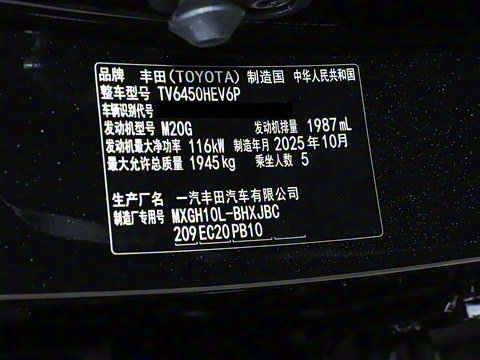 品牌 丰田(TOYOTA) 制造国 中华人民共和国
整车型号 TV6450HEV6P
车辆识别代号
发动机型号 M20G 发动机排量 1987mL
发动机最大净功率 116kW 制造年月 2025年10月
最大允许总质量 1945kg 乘坐人数 5
生产厂名 一汽丰田汽车有限公司
制造厂专用号 MXGH10L-BHXJBC
209EC20PB10